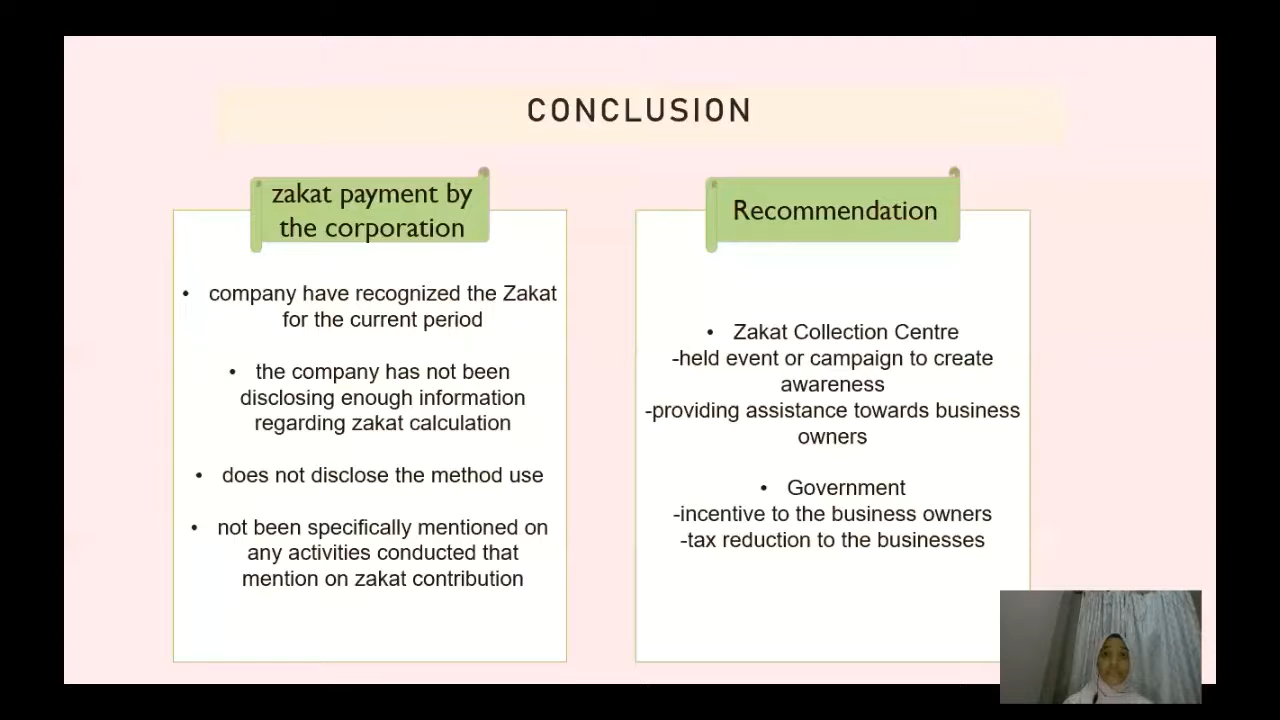 CONCLUSION
zakat payment by
the corporation
• company have recognized the Zakat
for the current period
• the company has not been
disclosing enough information
regarding zakat calculation
• does not disclose the method use
• not been specifically mentioned on
any activities conducted that
mention on zakat contribution
Recommendation
• Zakat Collection Centre
-held event or campaign to create
awareness
-providing assistance towards business
owners
• Government
-incentive to the business owners
-tax reduction to the businesses